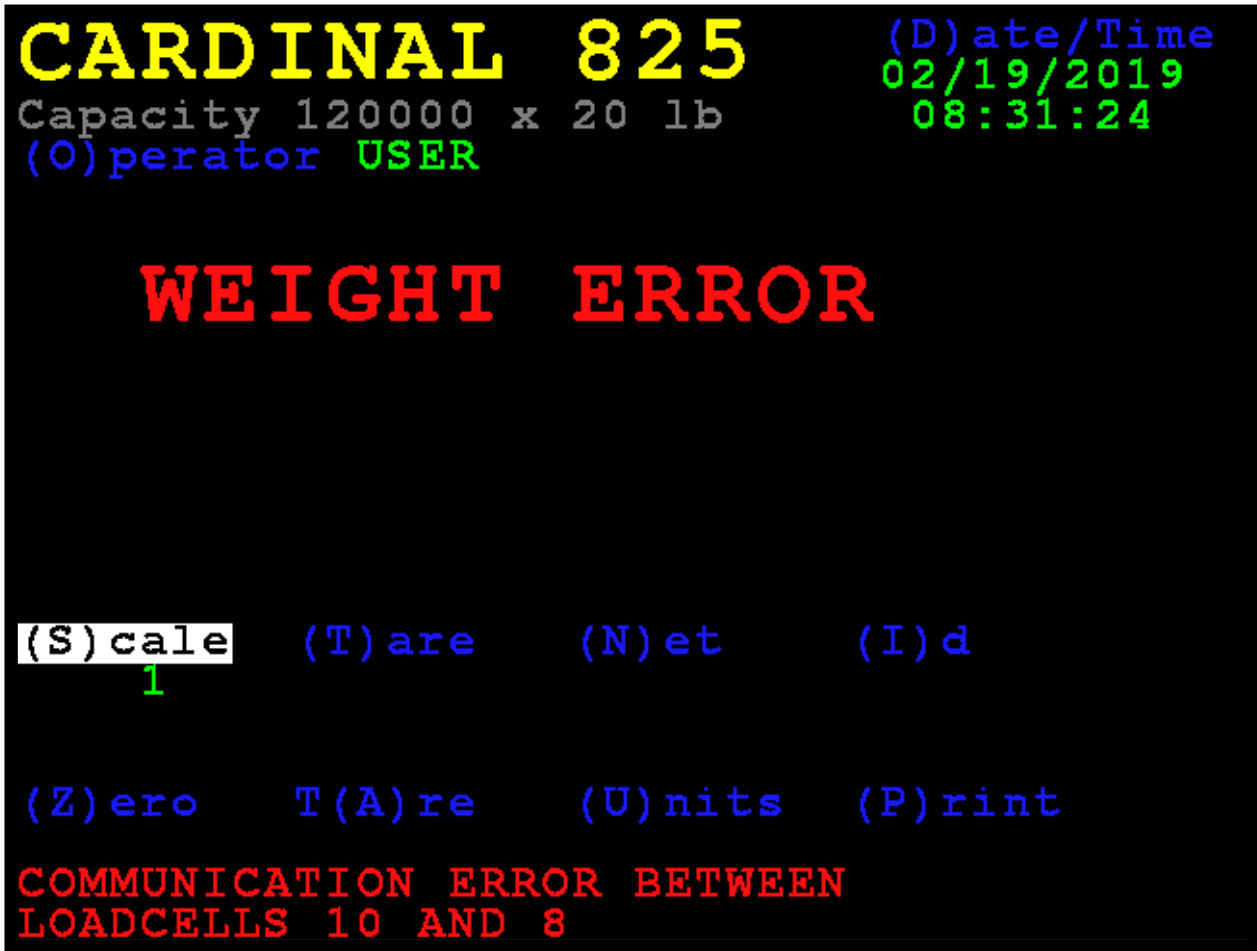 CARDINAL 825
(D)ate/Time
02/19/2019
Capacity 120000 x 20 lb
08:31:24
(O)perator USER
WEIGHT ERROR
(S)cale (T)are (N)et (I)d
1
(Z)ero T(A)re (U)nits (P)rint
COMMUNICATION ERROR BETWEEN
LOADCELLS 10 AND 8